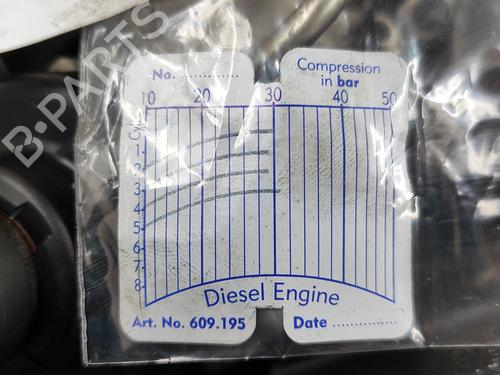 B-PARTS
No. .............
Compression
in bar
10 20 30 40 50
Cyl.
1
2
3
4
5
6
7
8
Diesel Engine
Art. No. 609.195
Date ................